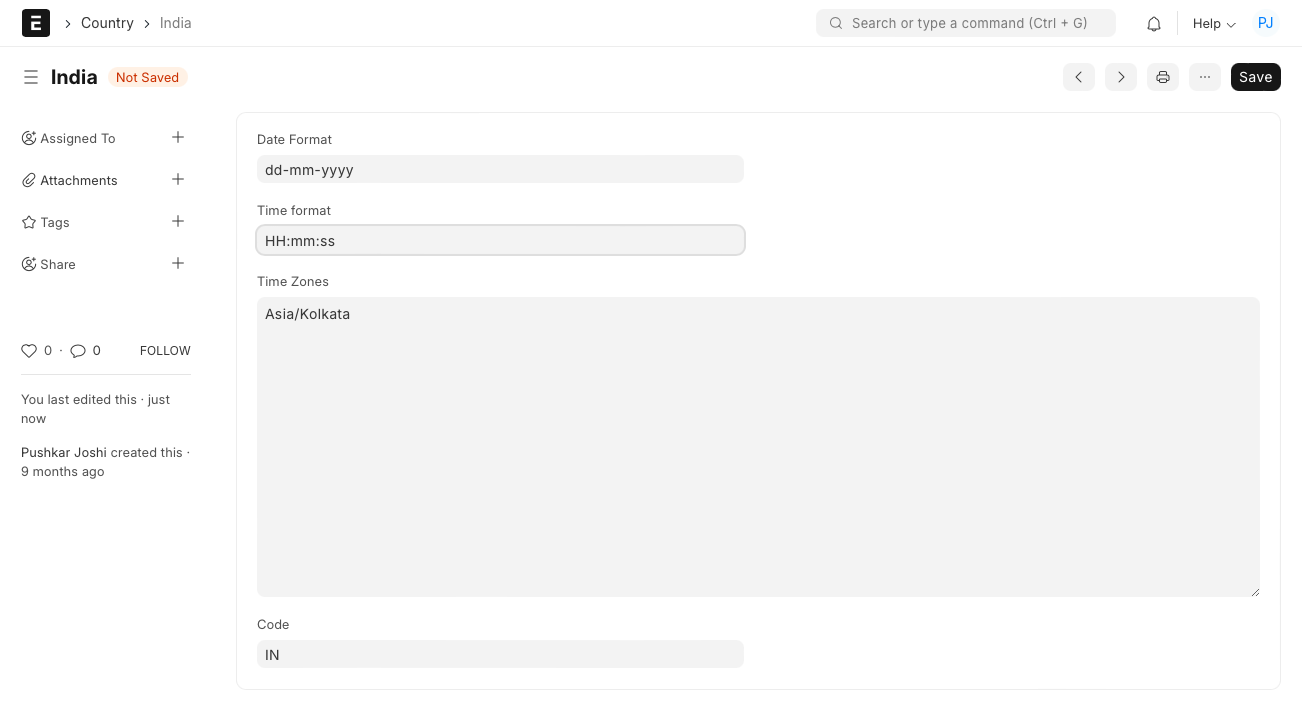 E
Country
India
Search or type a command (Ctrl + G)
Help
PJ
India
Not Saved
Save
Assigned To
Attachments
Tags
Share
0 · 0
FOLLOW
You last edited this · just
now
Pushkar Joshi created this ·
9 months ago
Date Format
dd-mm-yyyy
Time format
HH:mm:ss
Time Zones
Asia/Kolkata
Code
IN